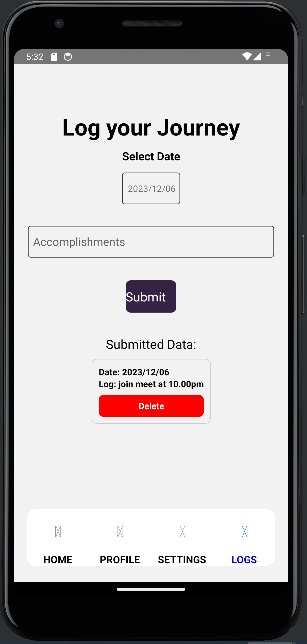 5:32
Log your Journey
Select Date
2023/12/06
Accomplishments
Submit
Submitted Data:
Date: 2023/12/06
Log: join meet at 10.00pm
Delete
HOME PROFILE SETTINGS LOGS